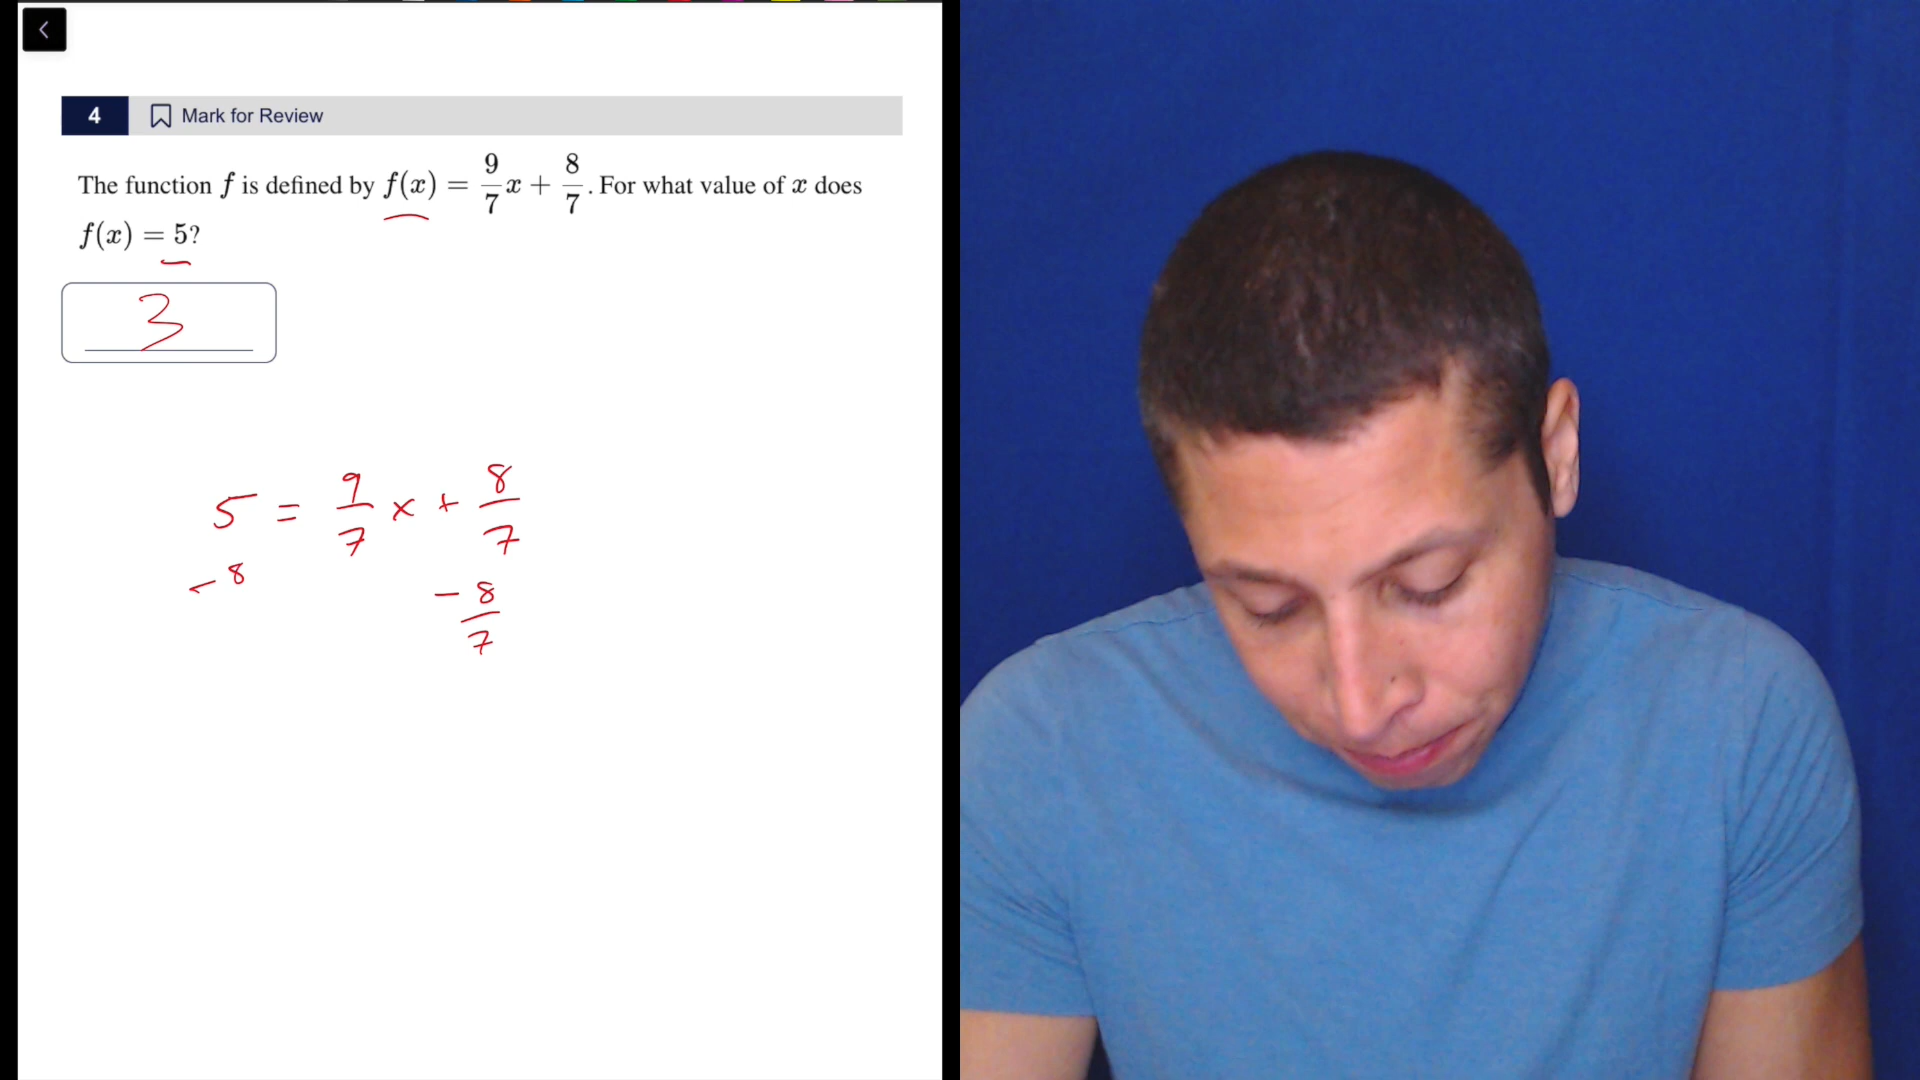 4 Mark for Review
The function f is defined by f(x) = 9/7 x + 8/7. For what value of x does
f(x) = 5?
3
5 = 9/7 x + 8/7
- 8 - 8/7